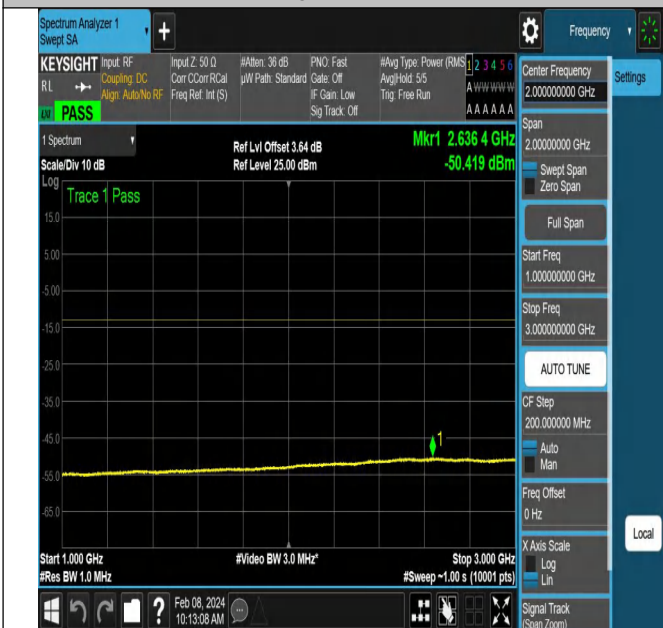 Spectrum Analyzer 1
Swept SA
+
Frequency
KEYSIGHT
RL
LXI
PASS
Input: RF
Coupling: DC
Align: Auto/No RF
Input Z: 50 Ω
Corr CCorr RCal
Freq Ref: Int (S)
#Atten: 36 dB
µW Path: Standard
PNO: Fast
Gate: Off
IF Gain: Low
Sig Track: Off
#Avg Type: Power (RMS
Avg|Hold: 5/5
Trig: Free Run
1 2 3 4 5 6
A W W W W W
A A A A A A
1 Spectrum
Scale/Div 10 dB
Ref Lvl Offset 3.64 dB
Ref Level 25.00 dBm
Mkr1 2.636 4 GHz
-50.419 dBm
Log
Trace 1 Pass
15.0
5.00
-5.00
-15.0
-25.0
-35.0
-45.0
-55.0
-65.0
1
Start 1.000 GHz
#Res BW 1.0 MHz
#Video BW 3.0 MHz*
Stop 3.000 GHz
#Sweep ~1.00 s (10001 pts)
Feb 08, 2024
10:13:08 AM
?
Center Frequency
2.000000000 GHz
Settings
Span
2.00000000 GHz
Swept Span
Zero Span
Full Span
Start Freq
1.000000000 GHz
Stop Freq
3.000000000 GHz
AUTO TUNE
CF Step
200.000000 MHz
Auto
Man
Freq Offset
0 Hz
X Axis Scale
Log
Lin
Local
Signal Track
(Span Zoom)